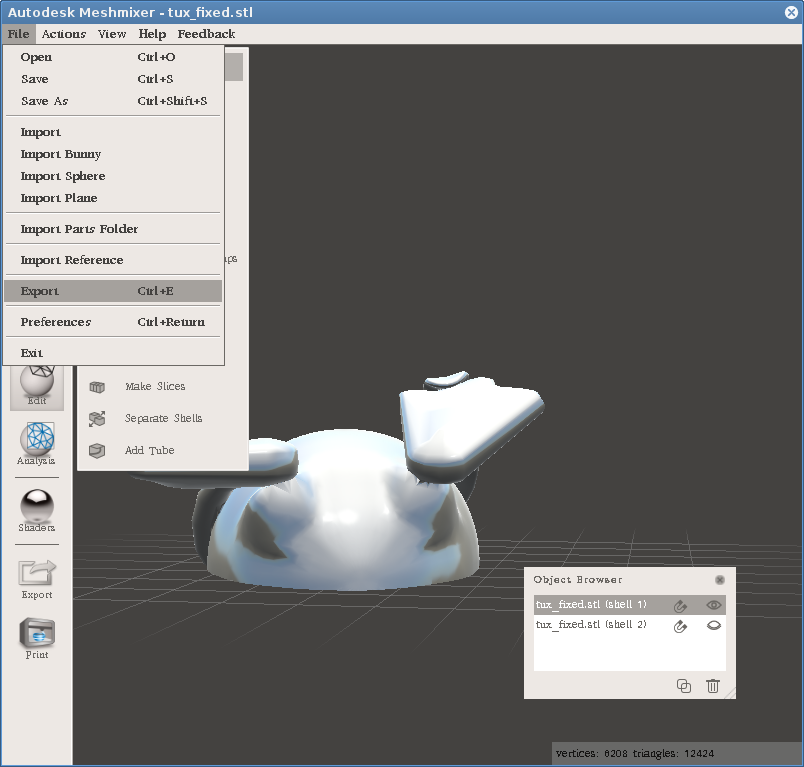 Autodesk Meshmixer - tux_fixed.stl
File Actions View Help Feedback
Open Ctrl+O
Save Ctrl+S
Save As Ctrl+Shift+S
Import
Import Bunny
Import Sphere
Import Plane
Import Parts Folder
Import Reference
Export Ctrl+E
Preferences Ctrl+Return
Exit
Edit
Make Slices
Separate Shells
Add Tube
Analysis
Shaders
Export
Print
Object Browser
tux_fixed.stl (shell 1)
tux_fixed.stl (shell 2)
vertices: 6208 triangles: 12424